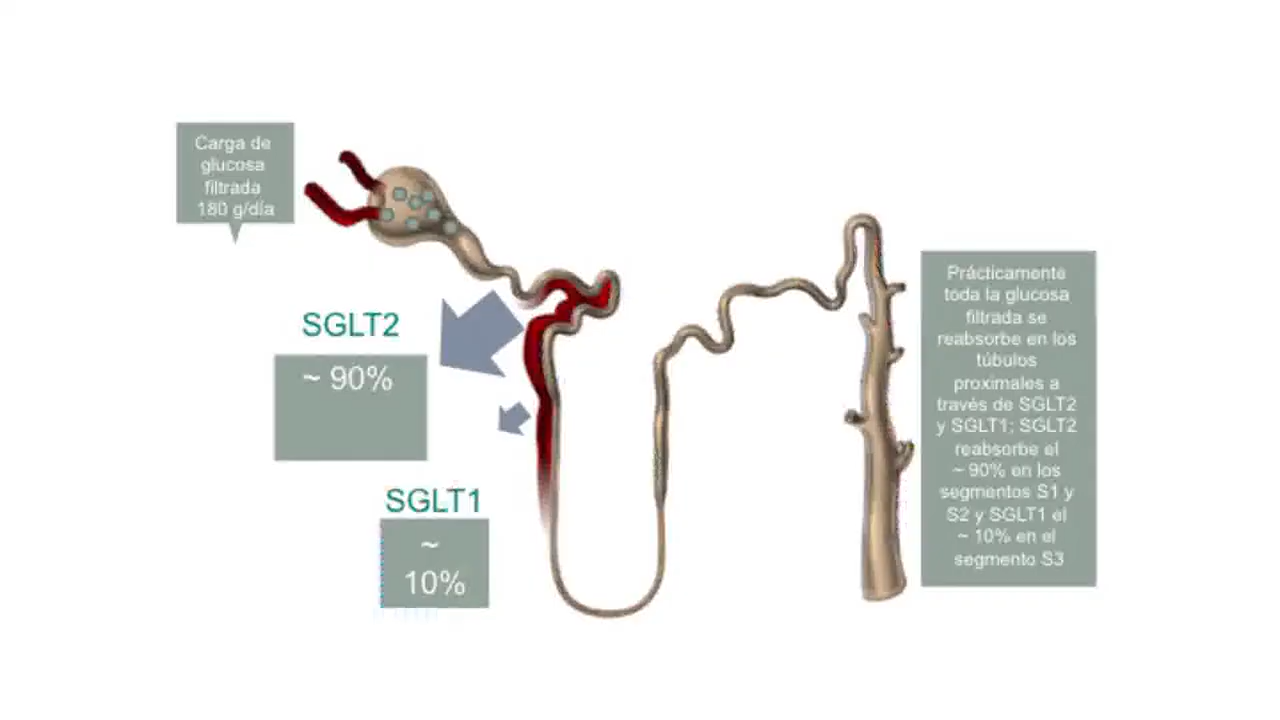 Carga de
glucosa
filtrada
180 g/día
SGLT2
~ 90%
SGLT1
~
10%
Prácticamente
toda la glucosa
filtrada se
reabsorbe en los
túbulos
proximales a
través de SGLT2
y SGLT1; SGLT2
reabsorbe el
~ 90% en los
segmentos S1 y
S2 y SGLT1 el
~ 10% en el
segmento S3